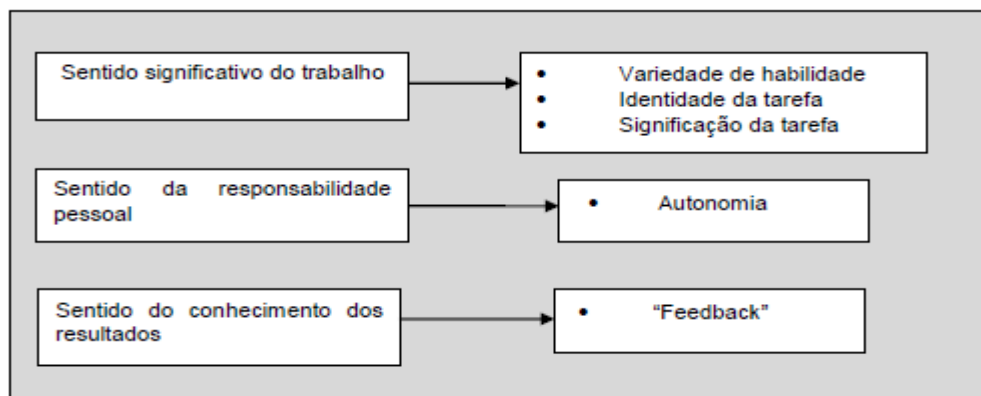 Sentido significativo do trabalho
• Variedade de habilidade
• Identidade da tarefa
• Significação da tarefa
Sentido da responsabilidade
pessoal
• Autonomia
Sentido do conhecimento dos
resultados
• “Feedback”